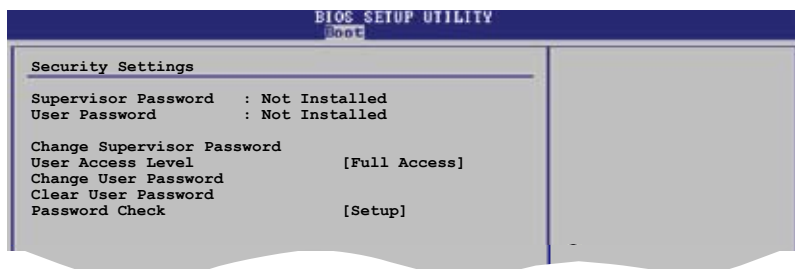 BIOS SETUP UTILITY
Boot
Security Settings
Supervisor Password : Not Installed
User Password : Not Installed
Change Supervisor Password
User Access Level [Full Access]
Change User Password
Clear User Password
Password Check [Setup]